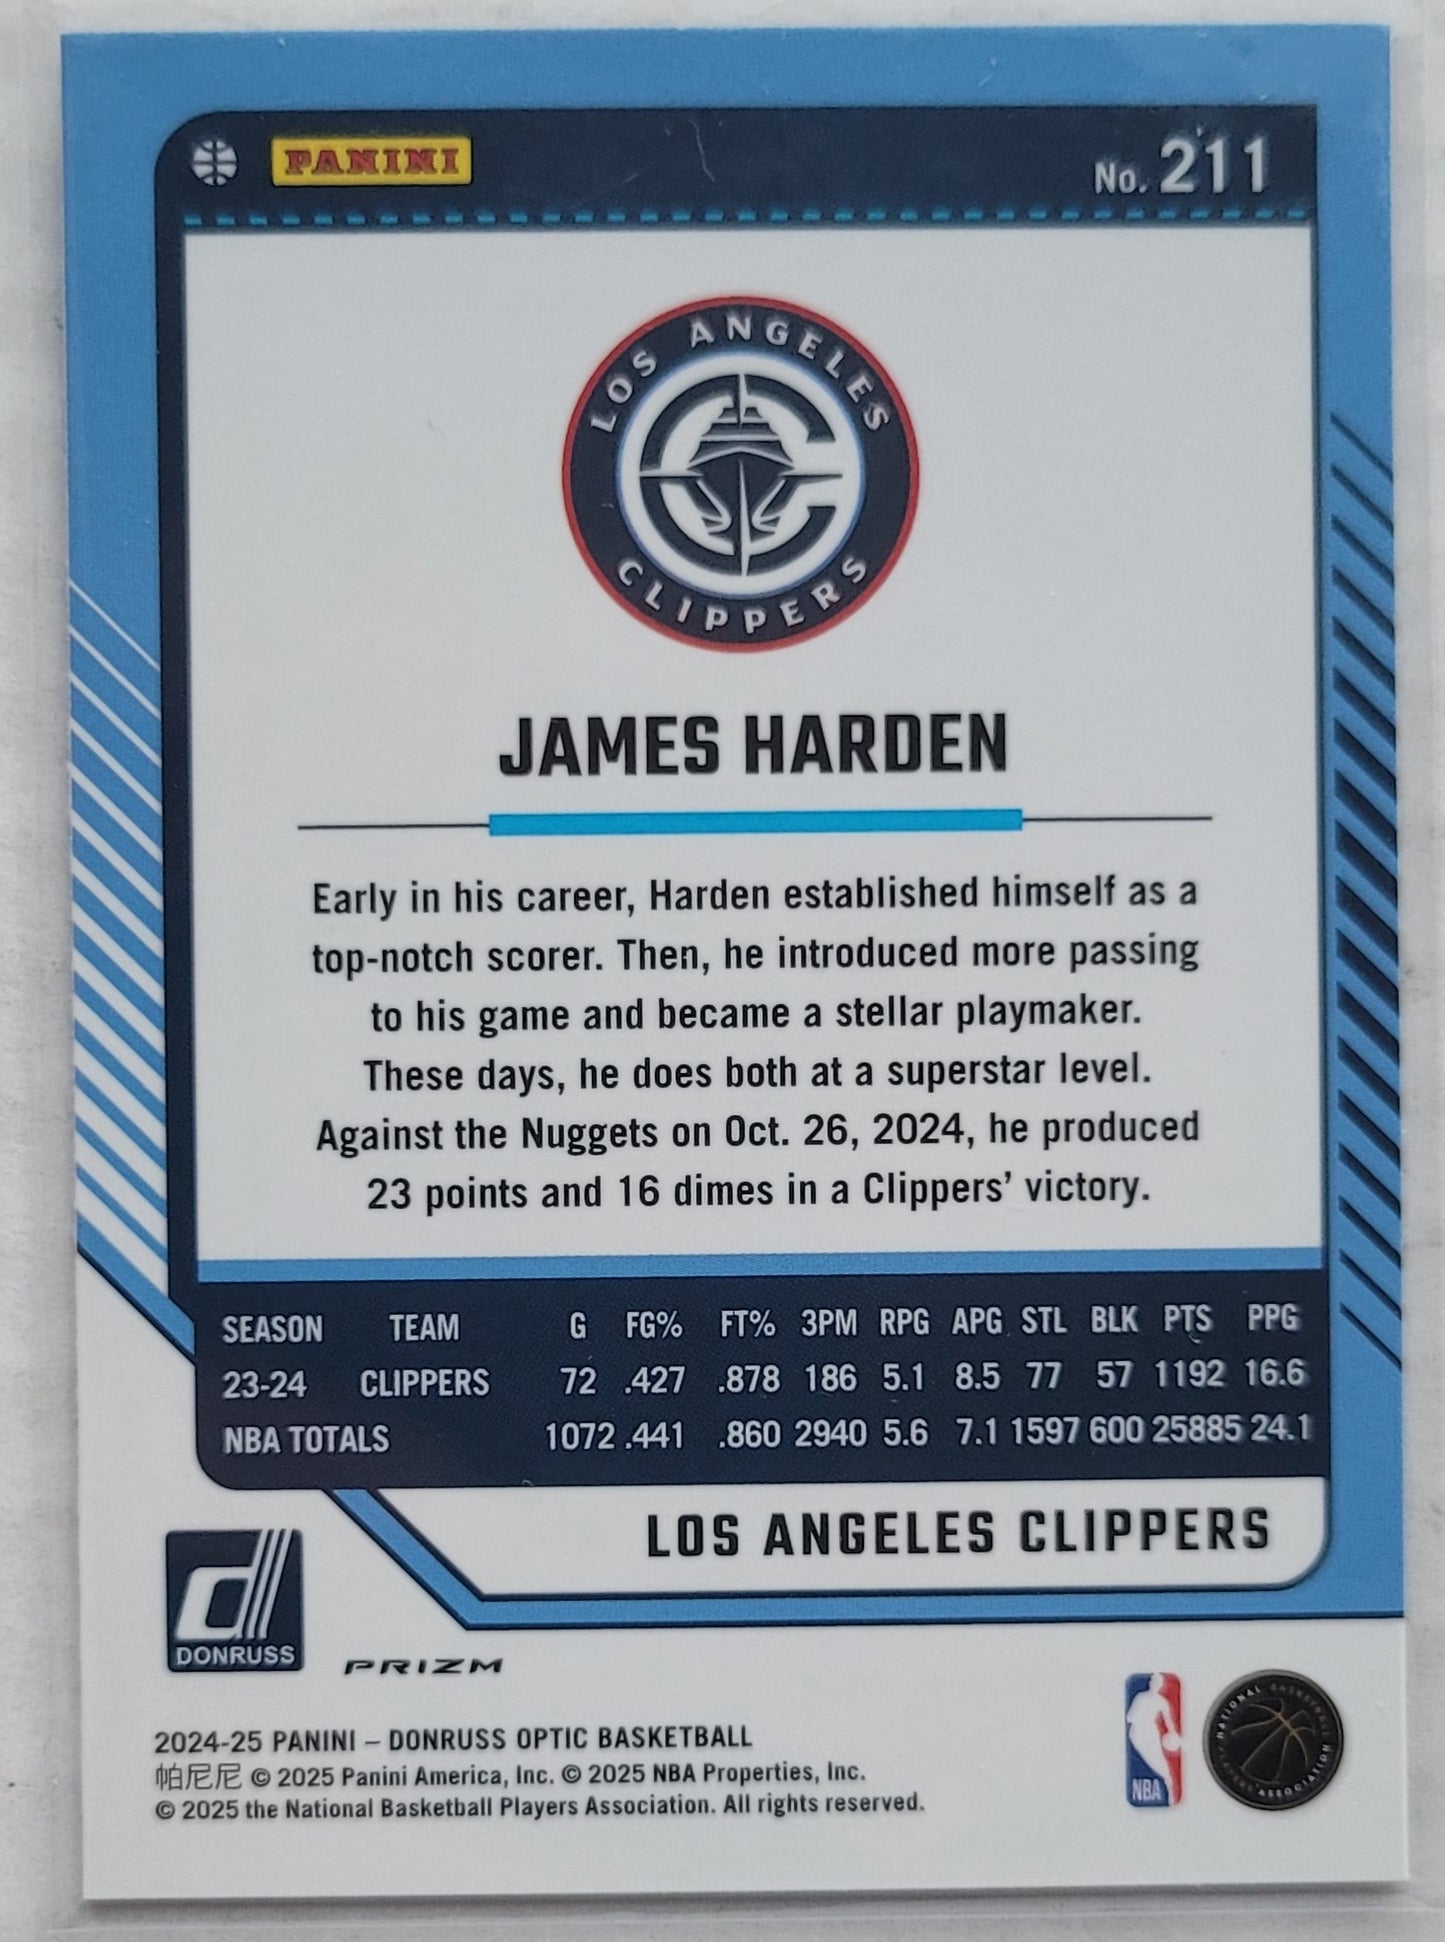 PANINI
No. 211
LOS ANGELES
CLIPPERS
JAMES HARDEN
Early in his career, Harden established himself as a
top-notch scorer. Then, he introduced more passing
to his game and became a stellar playmaker.
These days, he does both at a superstar level.
Against the Nuggets on Oct. 26, 2024, he produced
23 points and 16 dimes in a Clippers' victory.
SEASON TEAM G FG% FT% 3PM RPG APG STL BLK PTS PPG
23-24 CLIPPERS 72 .427 .878 186 5.1 8.5 77 57 1192 16.6
NBA TOTALS 1072 .441 .860 2940 5.6 7.1 1597 600 25885 24.1
LOS ANGELES CLIPPERS
d
DONRUSS
PRIZM
2024-25 PANINI – DONRUSS OPTIC BASKETBALL
帕尼尼 © 2025 Panini America, Inc. © 2025 NBA Properties, Inc.
© 2025 the National Basketball Players Association. All rights reserved.
NBA
NATIONAL BASKETBALL
PLAYERS ASSOCIATION